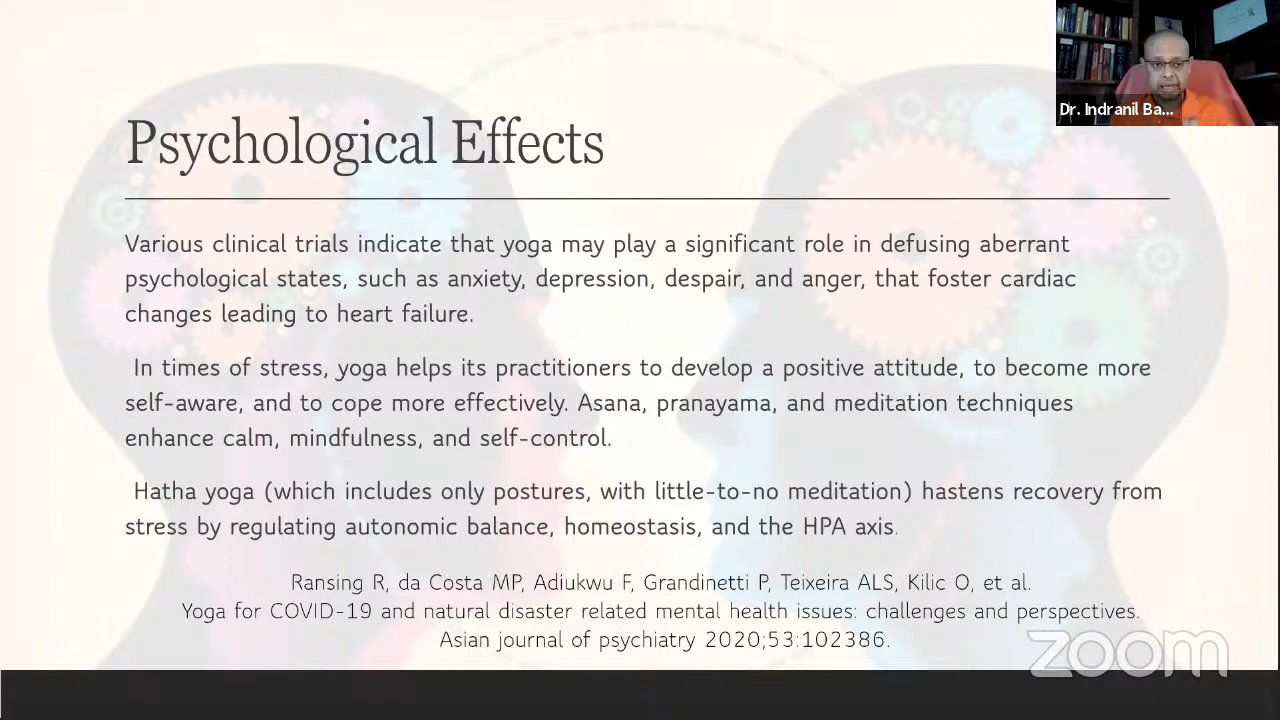 Dr. Indranil Ba...
Psychological Effects
Various clinical trials indicate that yoga may play a significant role in defusing aberrant
psychological states, such as anxiety, depression, despair, and anger, that foster cardiac
changes leading to heart failure.
In times of stress, yoga helps its practitioners to develop a positive attitude, to become more
self-aware, and to cope more effectively. Asana, pranayama, and meditation techniques
enhance calm, mindfulness, and self-control.
Hatha yoga (which includes only postures, with little-to-no meditation) hastens recovery from
stress by regulating autonomic balance, homeostasis, and the HPA axis.
Ransing R, da Costa MP, Adiukwu F, Grandinetti P, Teixeira ALS, Kilic O, et al.
Yoga for COVID-19 and natural disaster related mental health issues: challenges and perspectives.
Asian journal of psychiatry 2020;53:102386.
zoom